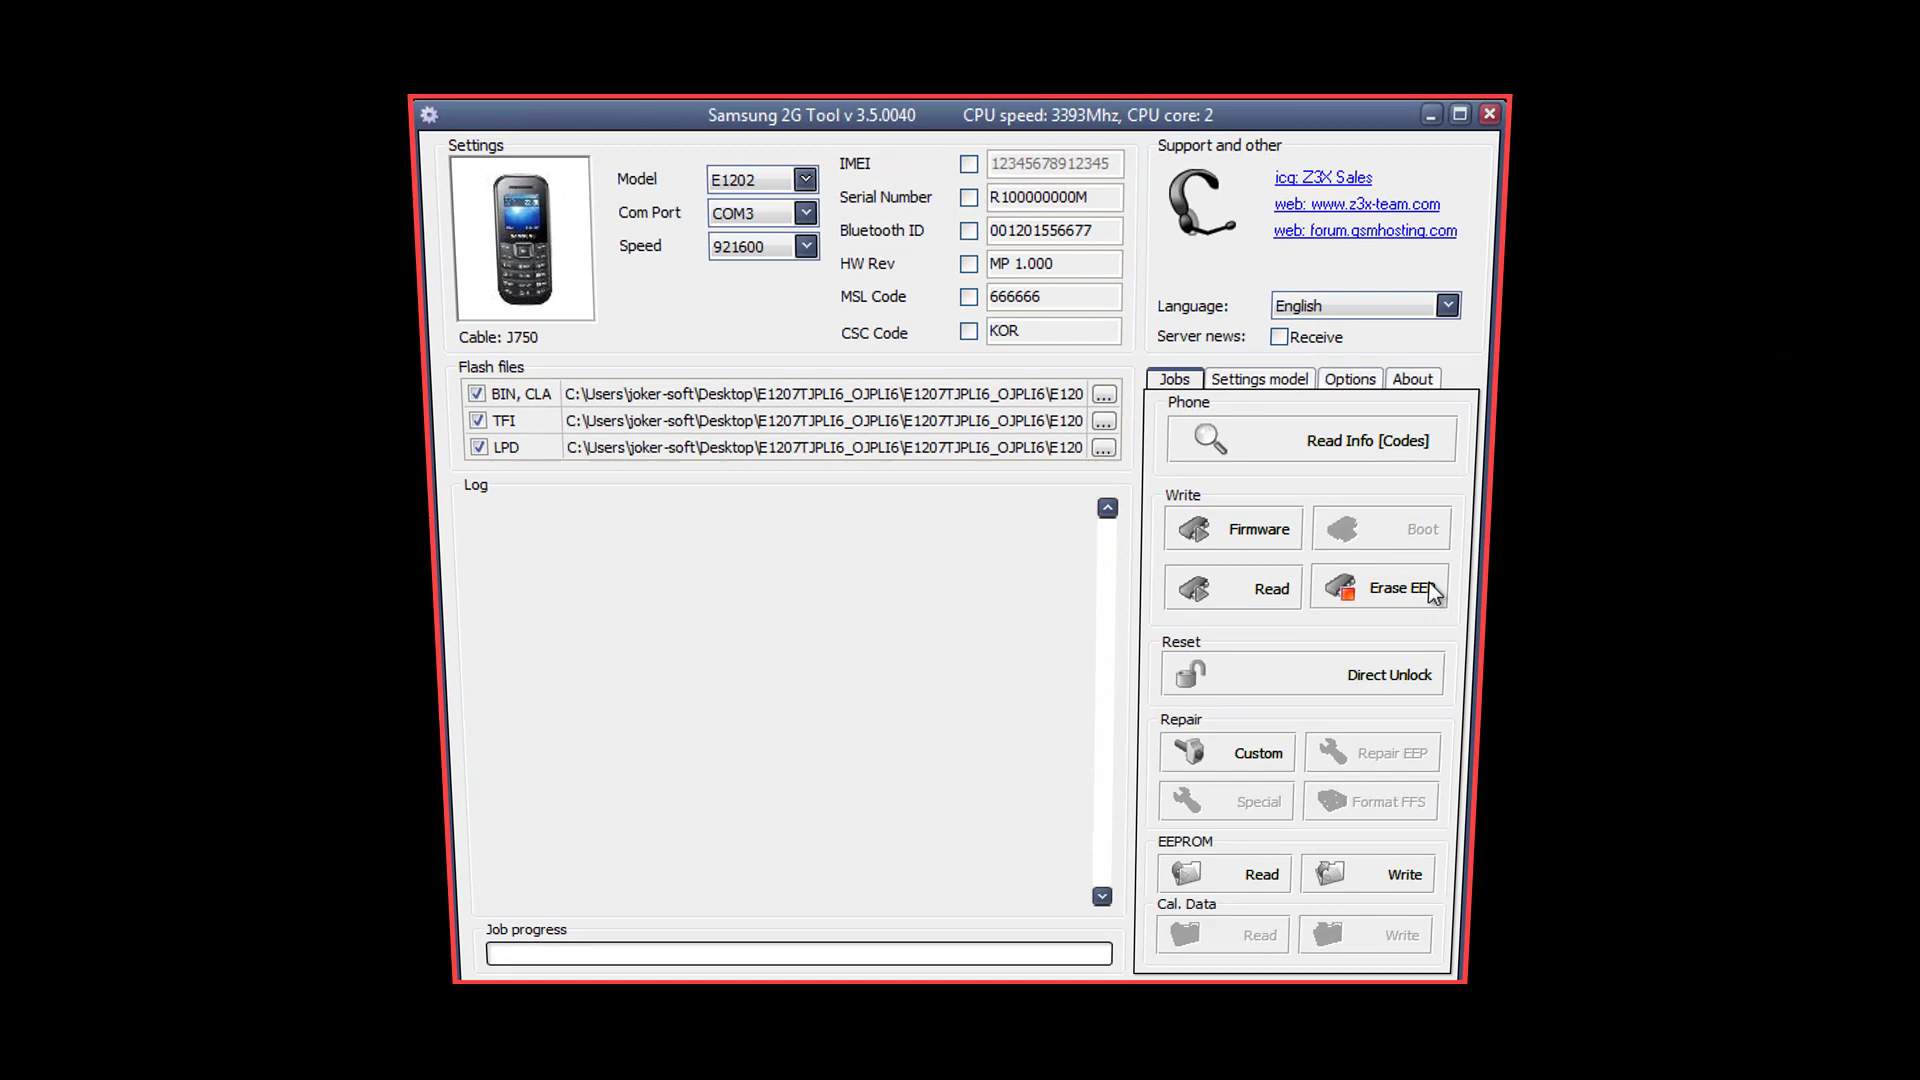 Samsung 2G Tool v 3.5.0040 CPU speed: 3393Mhz, CPU core: 2
Settings
Model E1202
Com Port COM3
Speed 921600
Cable: J750
IMEI 12345678912345
Serial Number R100000000M
Bluetooth ID 001201556677
HW Rev MP 1.000
MSL Code 666666
CSC Code KOR
Support and other
icq: Z3X Sales
web: www.z3x-team.com
web: forum.gsmhosting.com
Language: English
Server news: Receive
Flash files
BIN, CLA C:\Users\joker-soft\Desktop\E1207TJPLI6_OJPLI6\E1207TJPLI6_OJPLI6\E120 ...
TFI C:\Users\joker-soft\Desktop\E1207TJPLI6_OJPLI6\E1207TJPLI6_OJPLI6\E120 ...
LPD C:\Users\joker-soft\Desktop\E1207TJPLI6_OJPLI6\E1207TJPLI6_OJPLI6\E120 ...
Log
Job progress
Jobs Settings model Options About
Phone
Read Info [Codes]
Write
Firmware Boot
Read Erase EEP
Reset
Direct Unlock
Repair
Custom Repair EEP
Special Format FFS
EEPROM
Read Write
Cal. Data
Read Write